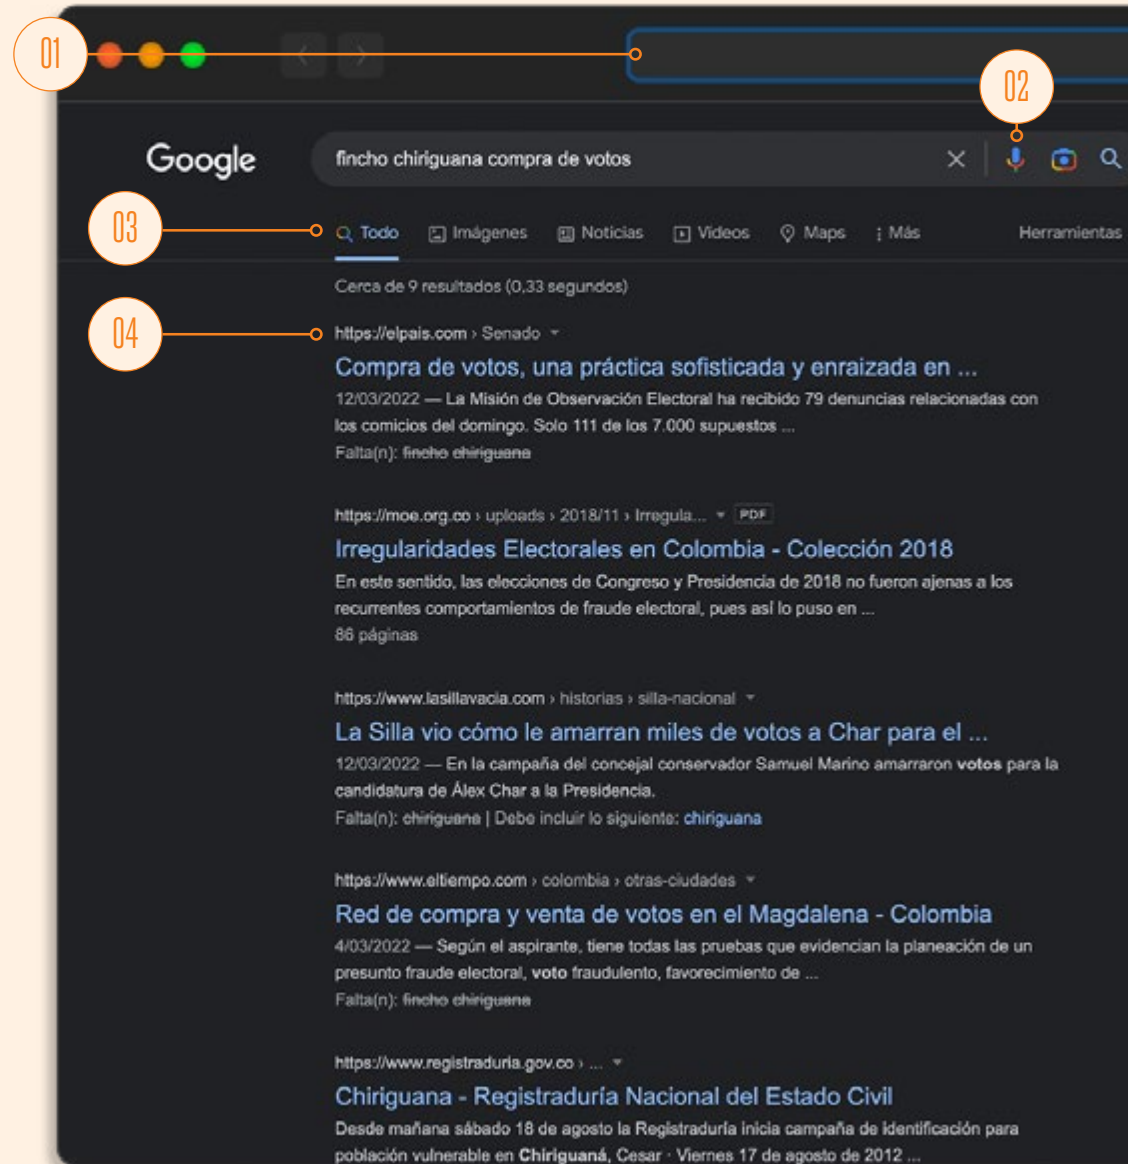 01
02
Google
fincho chiriguana compra de votos
03
Todo Imágenes Noticias Videos Maps Más Herramientas
Cerca de 9 resultados (0,33 segundos)
04
https://elpais.com › Senado
Compra de votos, una práctica sofisticada y enraizada en ...
12/03/2022 — La Misión de Observación Electoral ha recibido 79 denuncias relacionadas con
los comicios del domingo. Solo 111 de los 7.000 supuestos ...
Falta(n): fincho chiriguana
https://moe.org.co › uploads › 2018/11 › Irregula... PDF
Irregularidades Electorales en Colombia - Colección 2018
En este sentido, las elecciones de Congreso y Presidencia de 2018 no fueron ajenas a los
recurrentes comportamientos de fraude electoral, pues así lo puso en ...
86 páginas
https://www.lasillavacia.com › historias › silla-nacional
La Silla vio cómo le amarran miles de votos a Char para el ...
12/03/2022 — En la campaña del concejal conservador Samuel Marino amarraron votos para la
candidatura de Álex Char a la Presidencia.
Falta(n): chiriguana | Debe incluir lo siguiente: chiriguana
https://www.eltiempo.com › colombia › otras-ciudades
Red de compra y venta de votos en el Magdalena - Colombia
4/03/2022 — Según el aspirante, tiene todas las pruebas que evidencian la planeación de un
presunto fraude electoral, voto fraudulento, favorecimiento de ...
Falta(n): fincho chiriguana
https://www.registraduria.gov.co › ...
Chiriguana - Registraduría Nacional del Estado Civil
Desde mañana sábado 18 de agosto la Registraduría inicia campaña de identificación para
población vulnerable en Chiriguaná, Cesar · Viernes 17 de agosto de 2012 ...